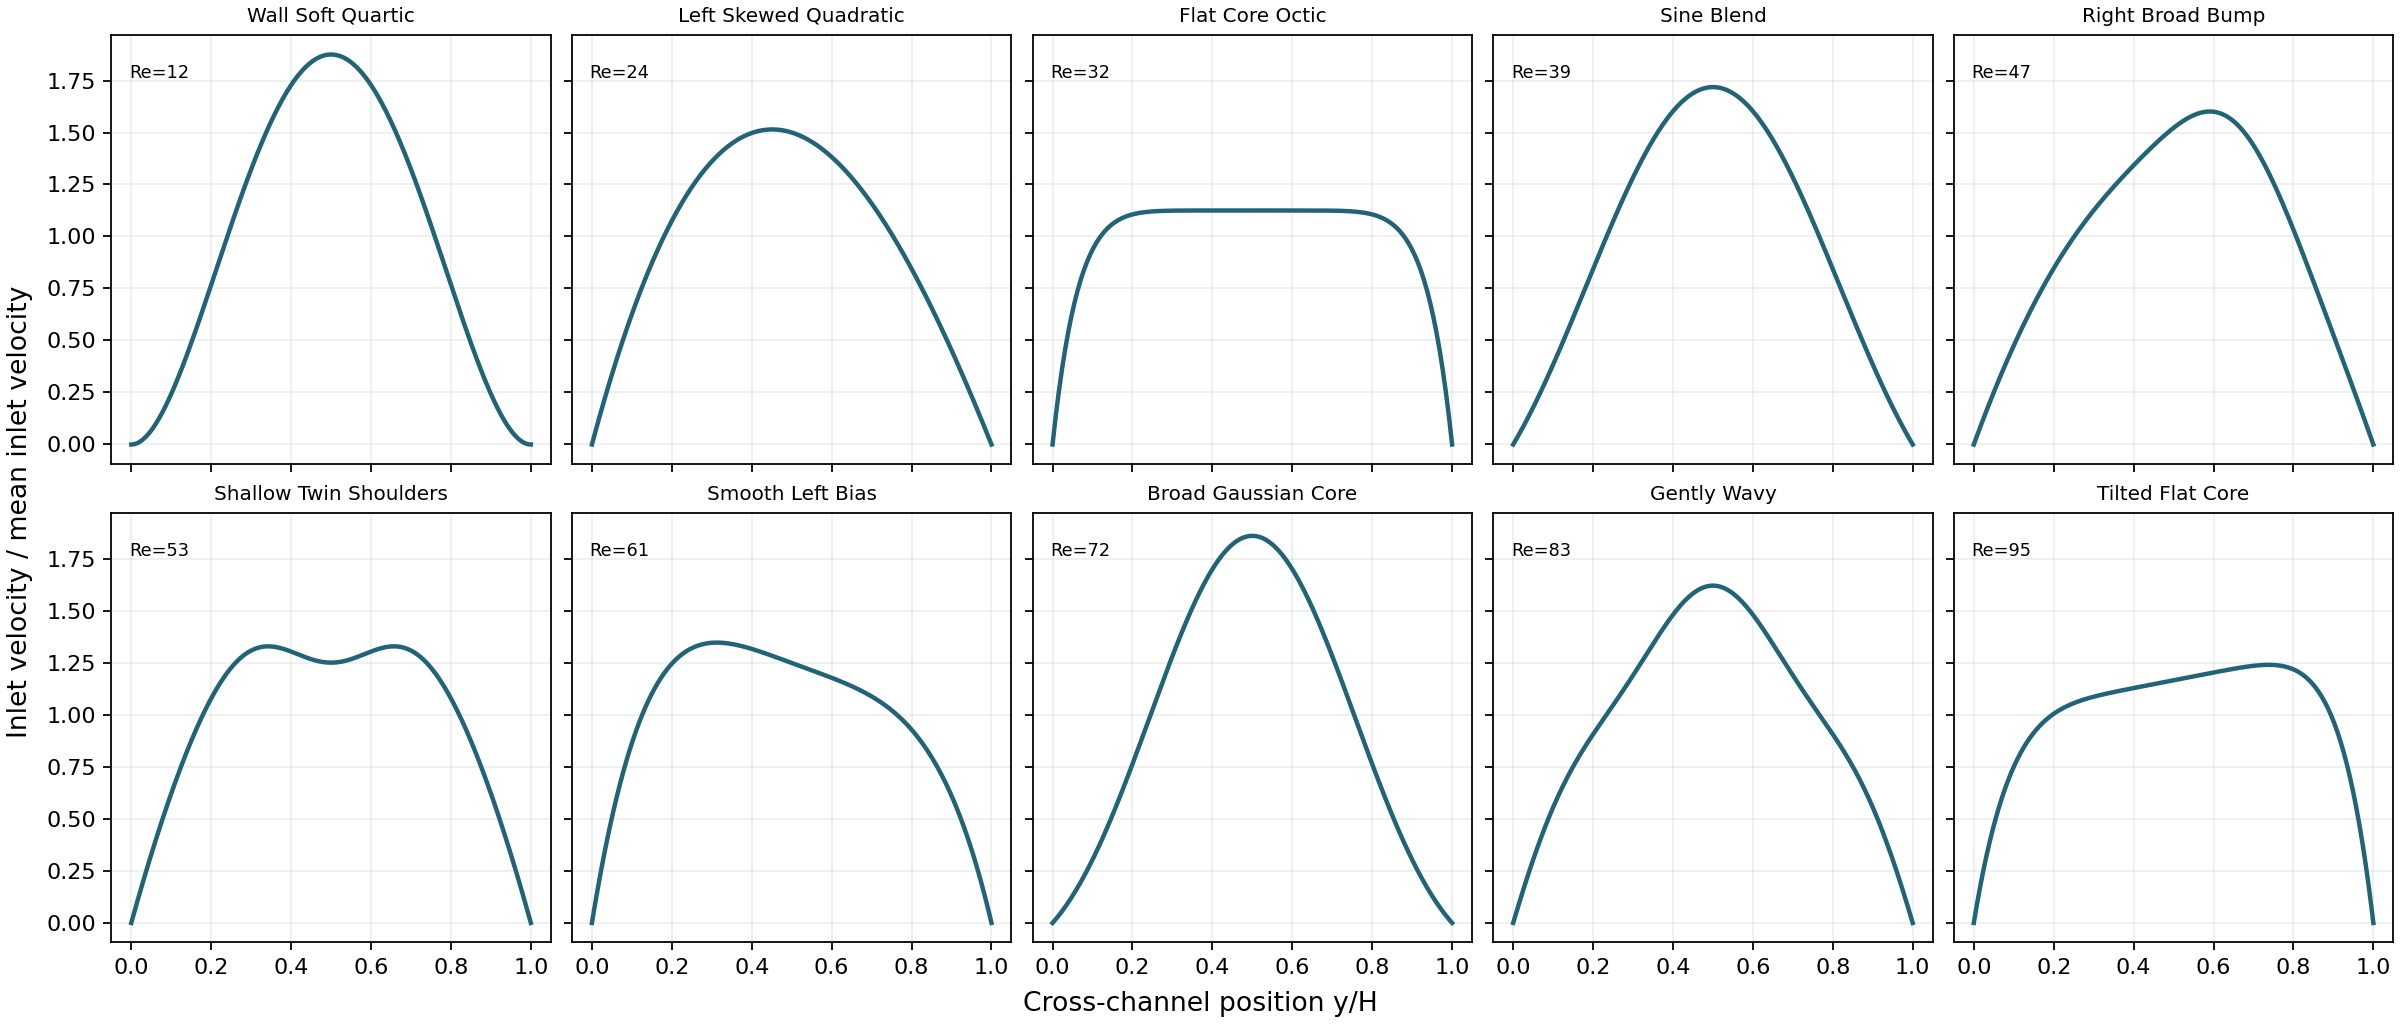 Wall Soft Quartic
Left Skewed Quadratic
Flat Core Octic
Sine Blend
Right Broad Bump
Re=12
Re=24
Re=32
Re=39
Re=47
1.75
1.50
1.25
1.00
0.75
0.50
0.25
0.00
Shallow Twin Shoulders
Smooth Left Bias
Broad Gaussian Core
Gently Wavy
Tilted Flat Core
Re=53
Re=61
Re=72
Re=83
Re=95
1.75
1.50
1.25
1.00
0.75
0.50
0.25
0.00
0.0 0.2 0.4 0.6 0.8 1.0
0.0 0.2 0.4 0.6 0.8 1.0
0.0 0.2 0.4 0.6 0.8 1.0
0.0 0.2 0.4 0.6 0.8 1.0
0.0 0.2 0.4 0.6 0.8 1.0
Inlet velocity / mean inlet velocity
Cross-channel position y/H